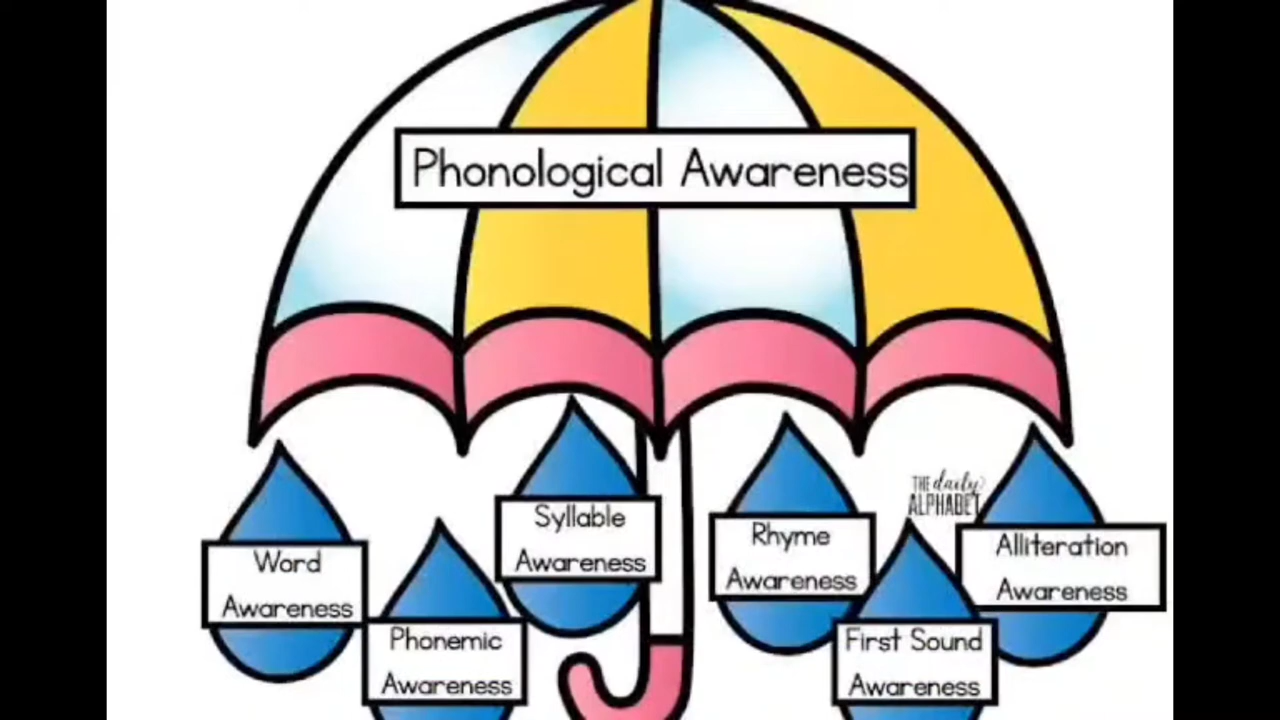 Phonological Awareness
Word
Awareness
Phonemic
Awareness
Syllable
Awareness
Rhyme
Awareness
THE daily
ALPHABET
First Sound
Awareness
Alliteration
Awareness